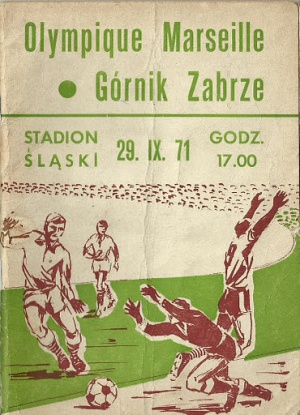 Olympique Marseille
• Górnik Zabrze
STADION ŚLĄSKI
29. IX. 71
GODZ. 17.00